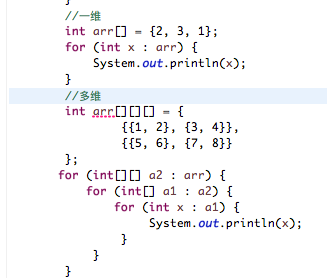 }
//一维
int arr[] = {2, 3, 1};
for (int x : arr) {
    System.out.println(x);
}
//多维
int arr[][][] = {
        {{1, 2}, {3, 4}},
        {{5, 6}, {7, 8}}
};
for (int[][] a2 : arr) {
    for (int[] a1 : a2) {
        for (int x : a1) {
            System.out.println(x);
        }
    }
}